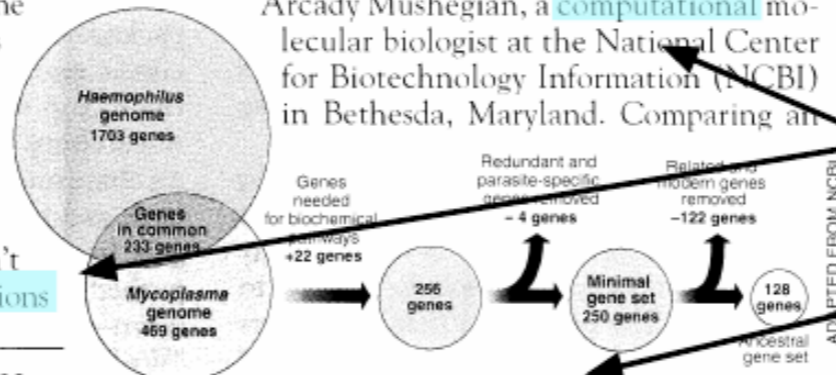 Arcady Mushegian, a computational mo-
lecular biologist at the National Center
for Biotechnology Information (NCBI)
in Bethesda, Maryland. Comparing an
Haemophilus
genome
1703 genes
Genes
in common
233 genes
Mycoplasma
genome
469 genes
Genes
needed
for biochemical
pathways
+22 genes
256
genes
Redundant and
parasite-specific
genes removed
– 4 genes
Minimal
gene set
250 genes
Related and
modern genes
removed
–122 genes
128
genes
Ancestral
gene set
ADAPTED FROM NCBI
't
ions